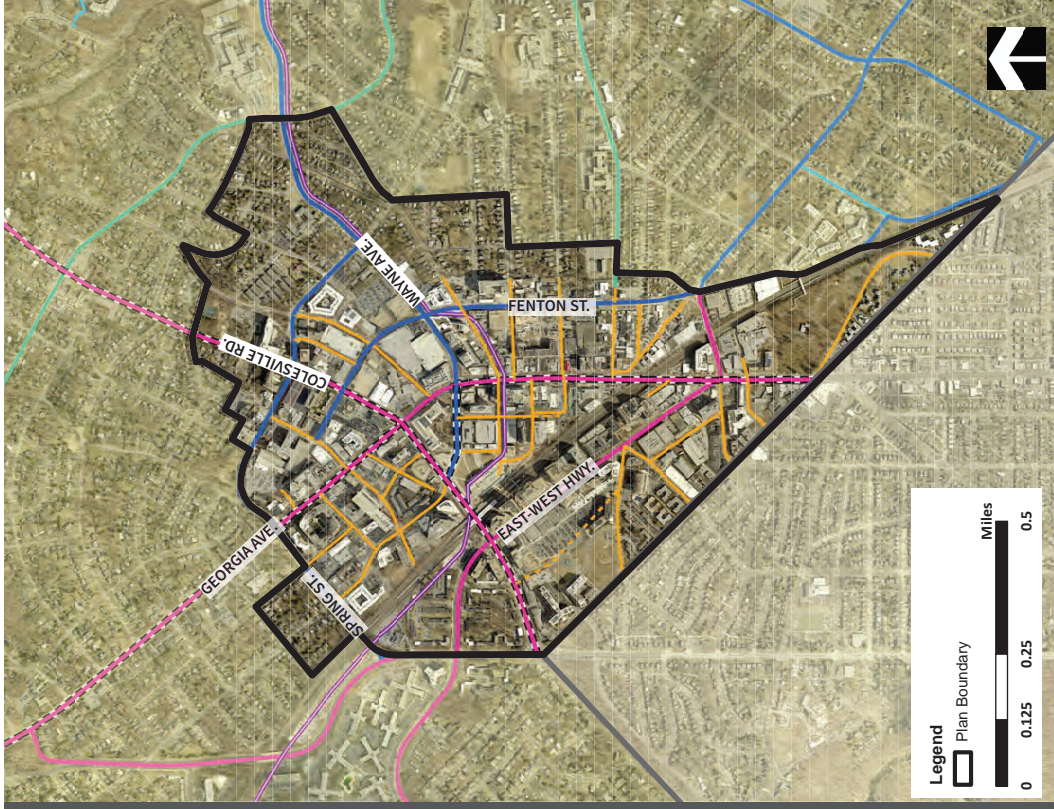 COLESVILLE RD.
WAYNE AVE.
FENTON ST.
GEORGIA AVE.
SPRING ST.
EAST-WEST HWY.
Legend
Plan Boundary
Miles
0 0.125 0.25 0.5